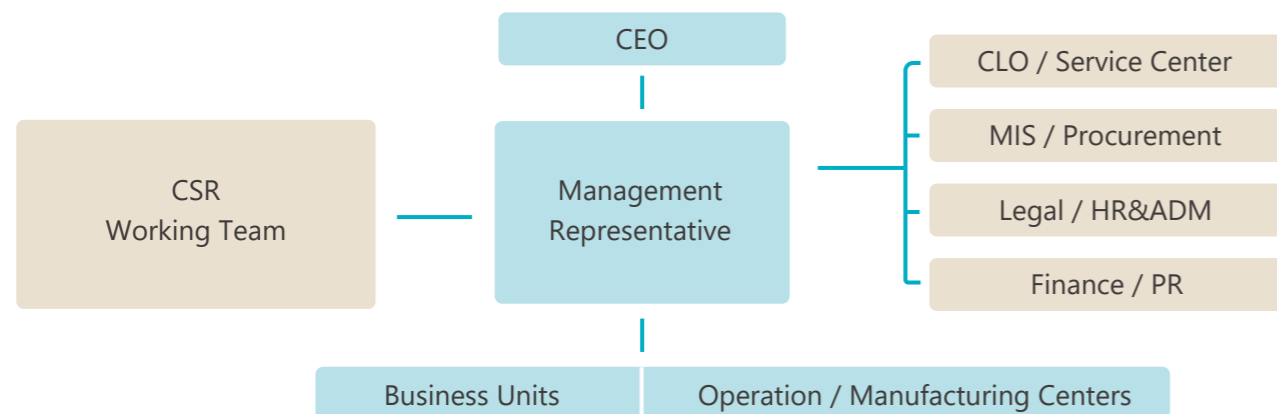 CEO
CSR
Working Team
Management
Representative
CLO / Service Center
MIS / Procurement
Legal / HR&ADM
Finance / PR
Business Units
Operation / Manufacturing Centers